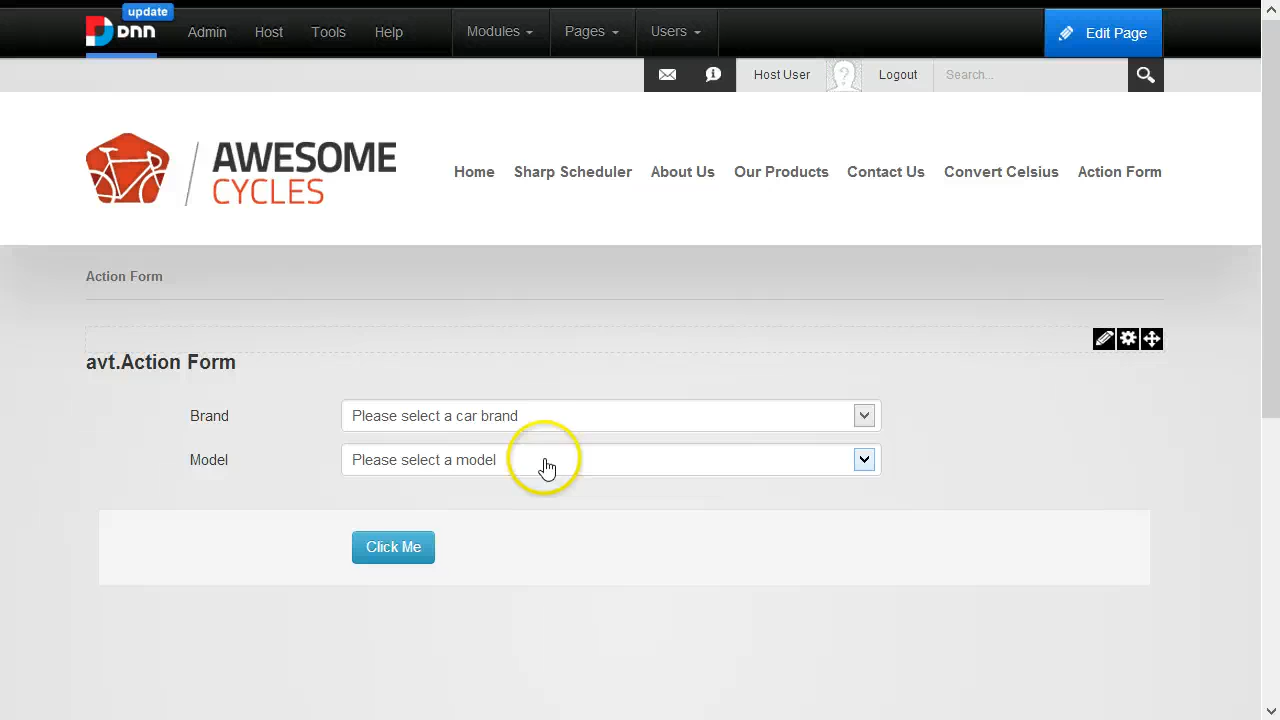 update
DNN Admin Host Tools Help Modules Pages Users Edit Page
Host User Logout Search...
AWESOME
CYCLES
Home Sharp Scheduler About Us Our Products Contact Us Convert Celsius Action Form
Action Form
avt.Action Form
Brand Please select a car brand
Model Please select a model
Click Me